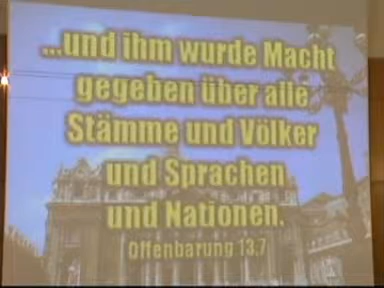 ...und ihm wurde Macht
gegeben über alle
Stämme und Völker
und Sprachen
und Nationen.
Offenbarung 13,7